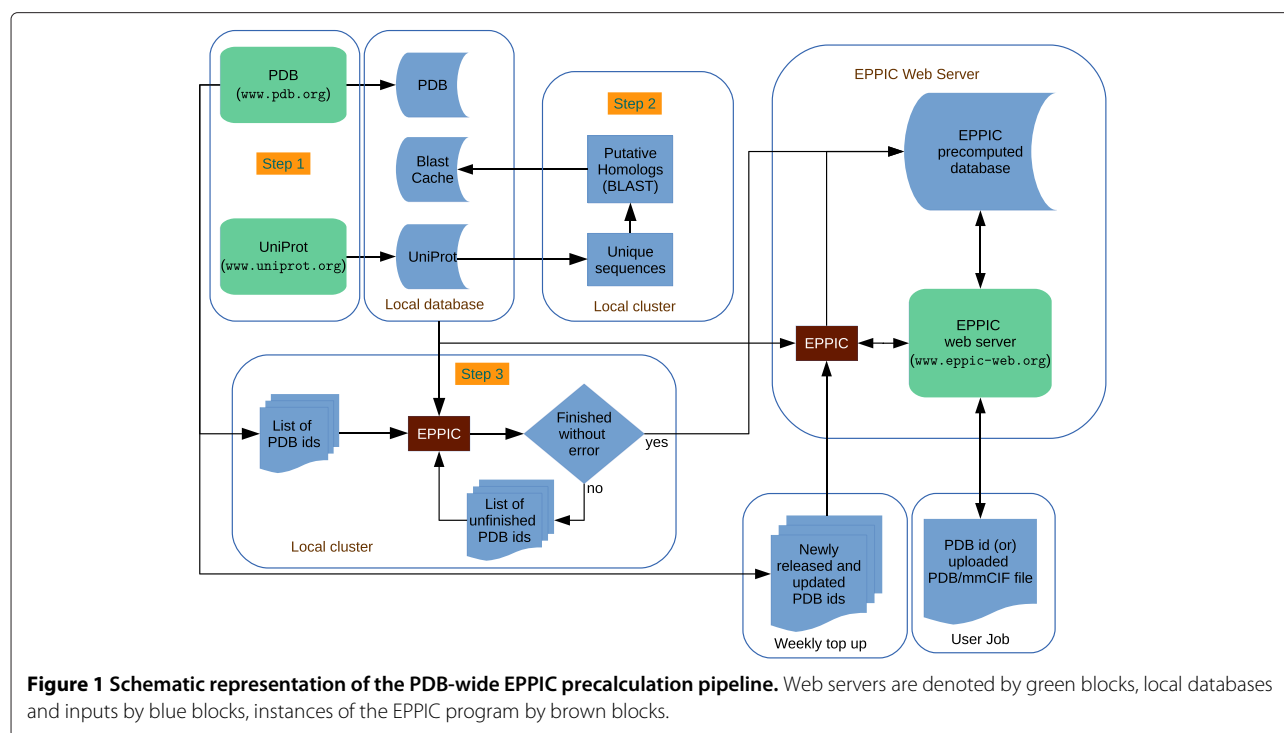 PDB
(www.pdb.org)
Step 1
UniProt
(www.uniprot.org)
PDB
Blast
Cache
UniProt
Local database
Step 2
Putative
Homologs
(BLAST)
Unique
sequences
Local cluster
EPPIC Web Server
EPPIC
precomputed
database
EPPIC
EPPIC
web server
(www.eppic-web.org)
Step 3
List of
PDB ids
EPPIC
Finished
without
error
yes
no
List of
unfinished
PDB ids
Local cluster
Newly
released and
updated
PDB ids
Weekly top up
PDB id (or)
uploaded
PDB/mmCIF file
User Job
Figure 1 Schematic representation of the PDB-wide EPPIC precalculation pipeline. Web servers are denoted by green blocks, local databases
and inputs by blue blocks, instances of the EPPIC program by brown blocks.